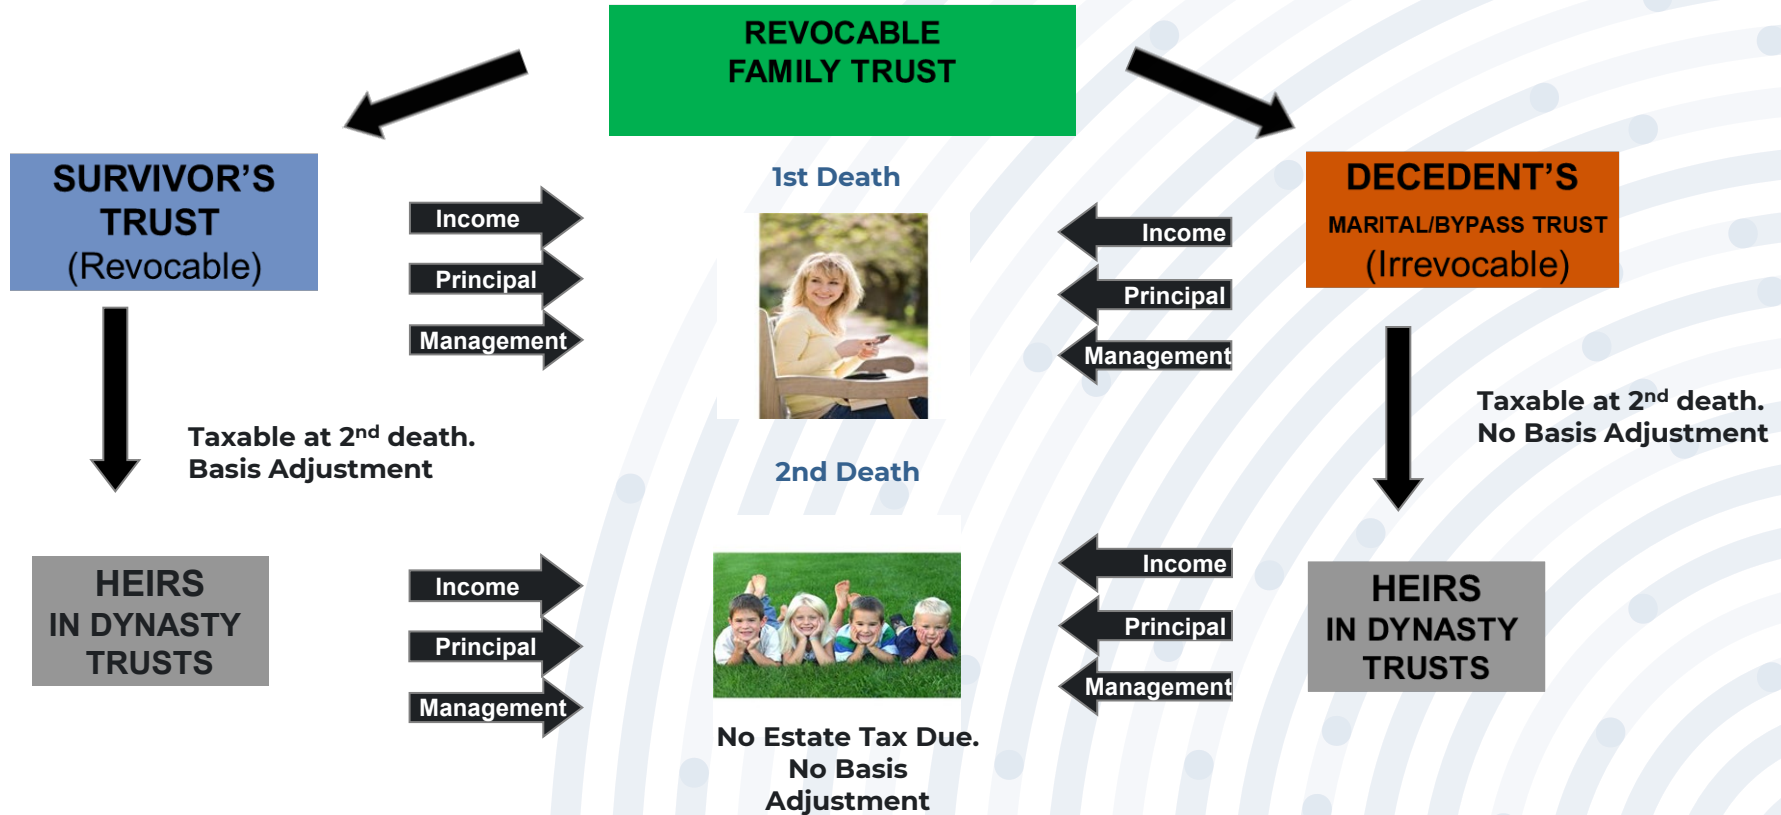 REVOCABLE
FAMILY TRUST
SURVIVOR’S
TRUST
(Revocable)
1st Death
DECEDENT’S
MARITAL/BYPASS TRUST
(Irrevocable)
Income
Principal
Management
Income
Principal
Management
Taxable at 2nd death.
Basis Adjustment
2nd Death
Taxable at 2nd death.
No Basis Adjustment
HEIRS
IN DYNASTY
TRUSTS
Income
Principal
Management
Income
Principal
Management
HEIRS
IN DYNASTY
TRUSTS
No Estate Tax Due.
No Basis
Adjustment